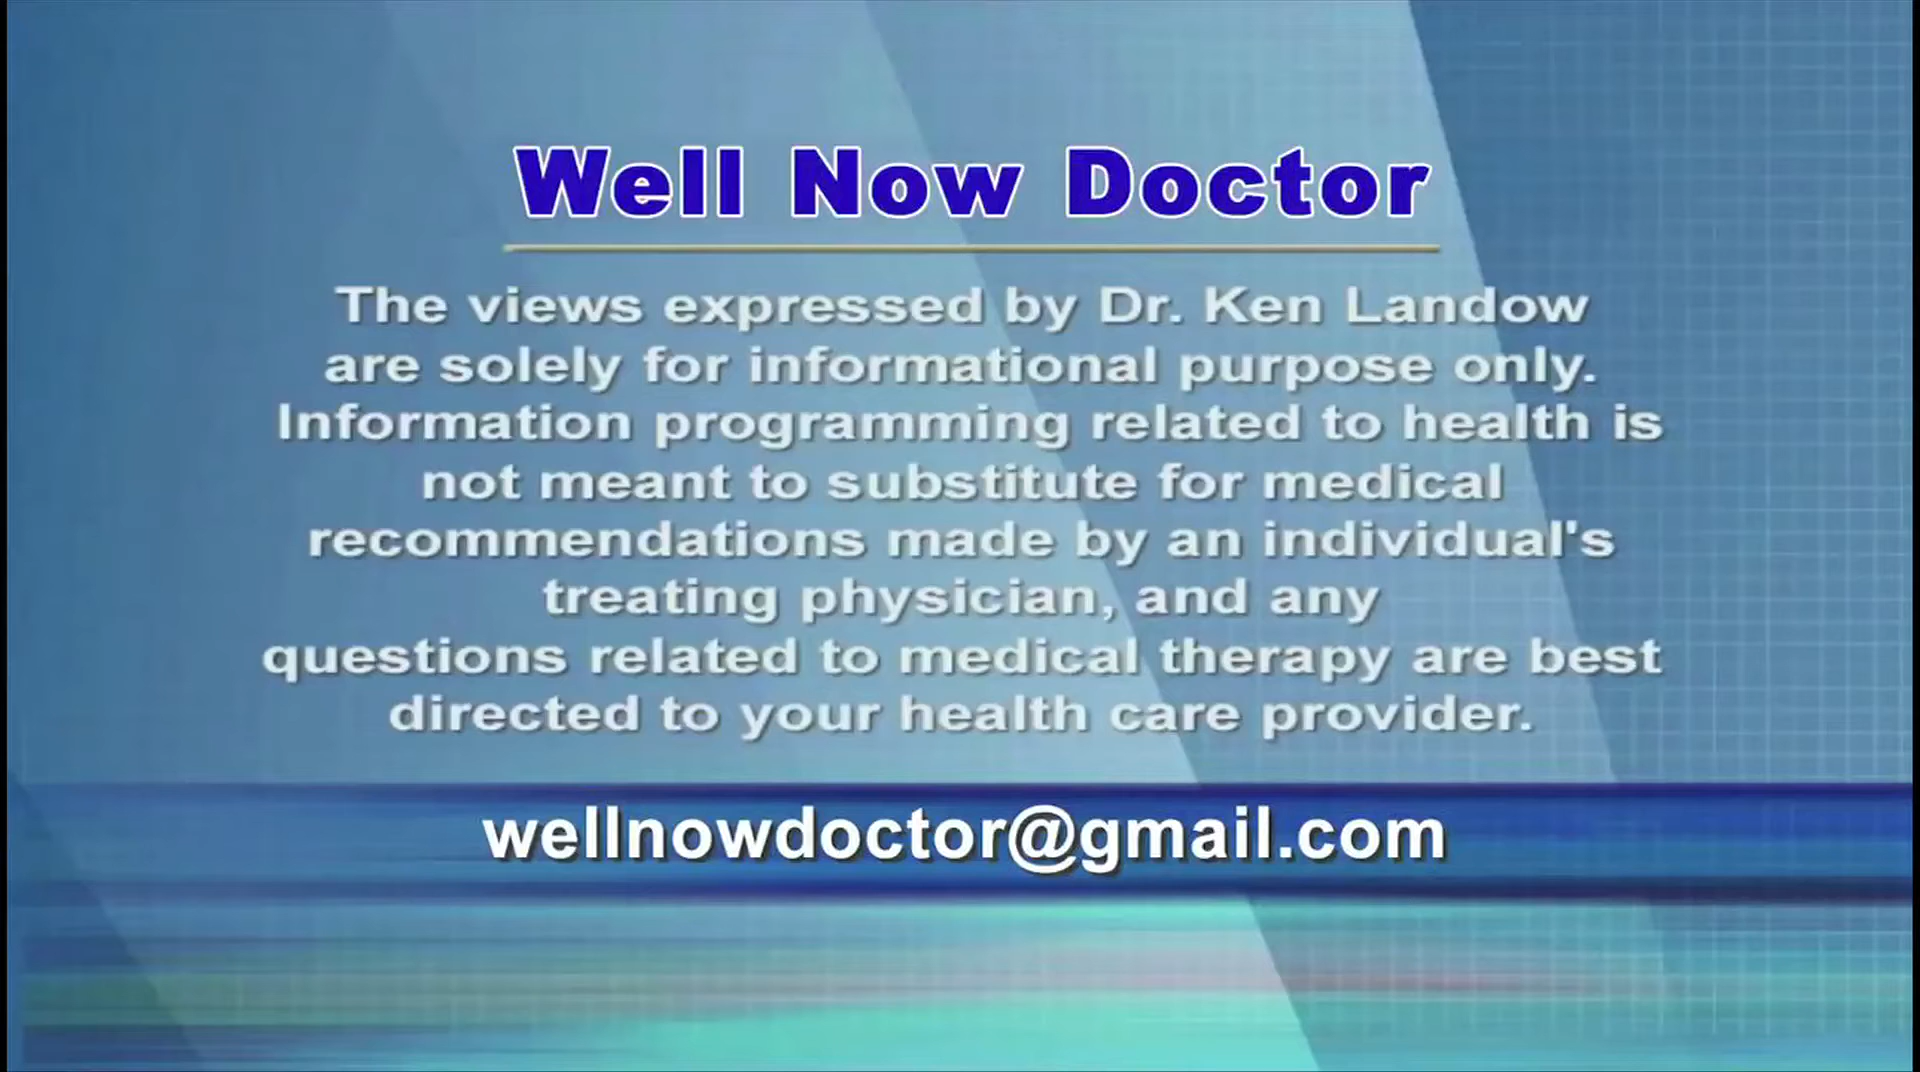 Well Now Doctor
The views expressed by Dr. Ken Landow
are solely for informational purpose only.
Information programming related to health is
not meant to substitute for medical
recommendations made by an individual's
treating physician, and any
questions related to medical therapy are best
directed to your health care provider.
wellnowdoctor@gmail.com